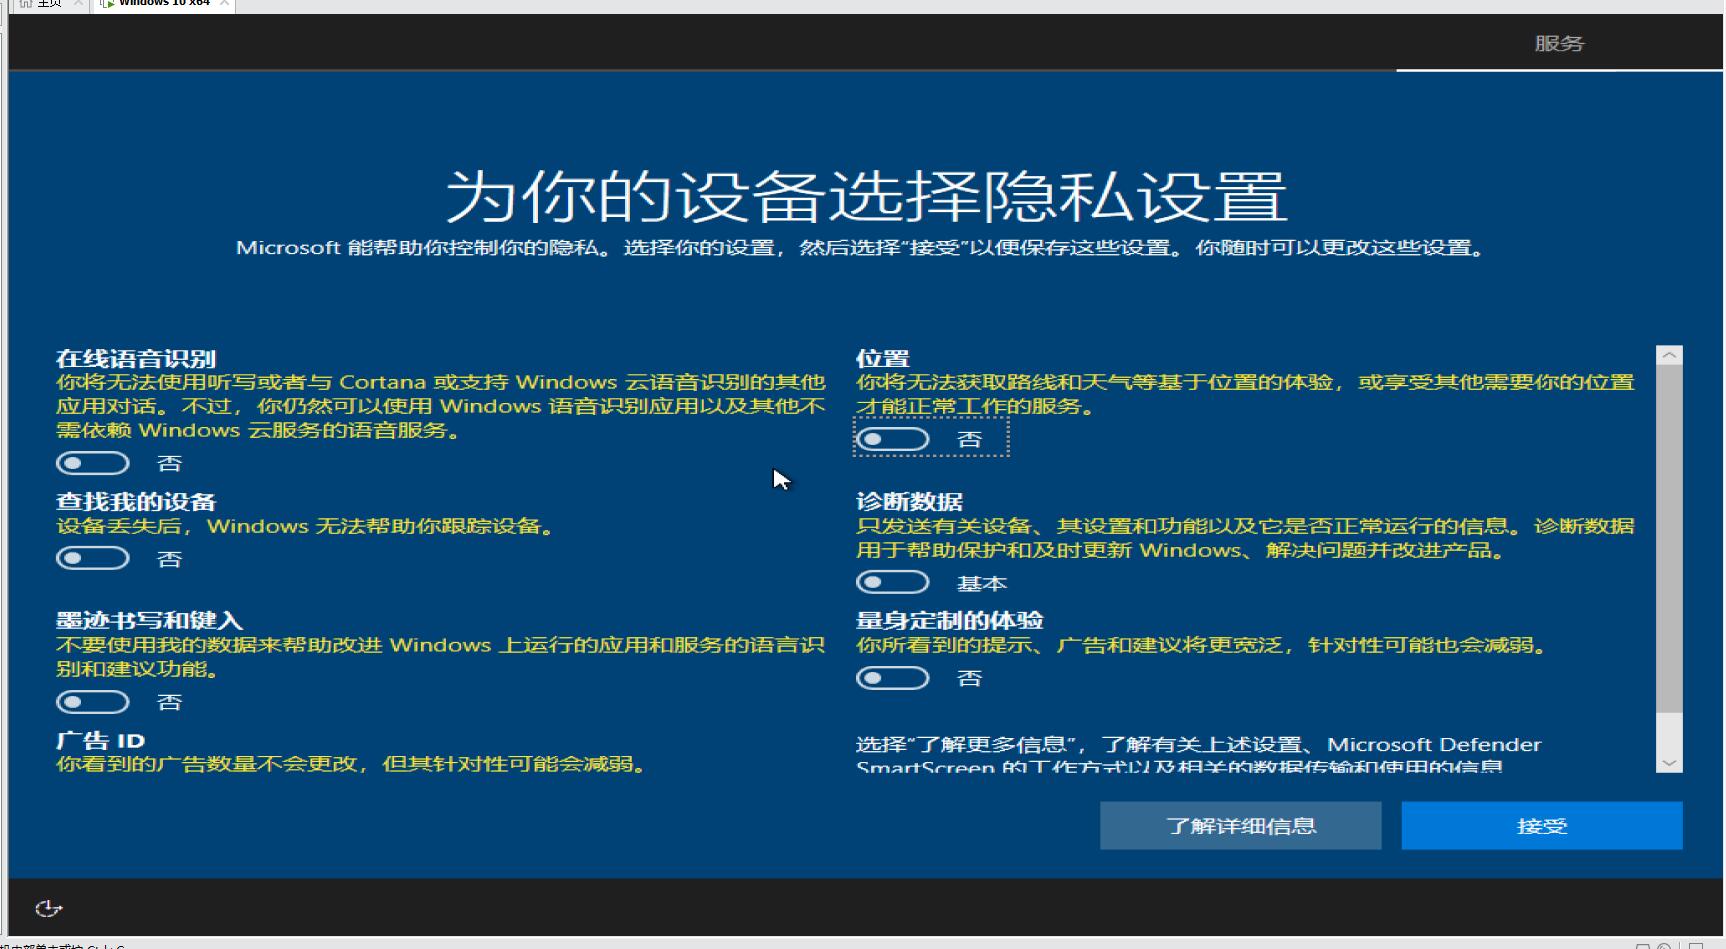 主页
Windows 10 x64
服务
为你的设备选择隐私设置
Microsoft 能帮助你控制你的隐私。选择你的设置，然后选择“接受”以便保存这些设置。你随时可以更改这些设置。
在线语音识别
你将无法使用听写或者与 Cortana 或支持 Windows 云语音识别的其他
应用对话。不过，你仍然可以使用 Windows 语音识别应用以及其他不
需依赖 Windows 云服务的语音服务。
否
查找我的设备
设备丢失后，Windows 无法帮助你跟踪设备。
否
墨迹书写和键入
不要使用我的数据来帮助改进 Windows 上运行的应用和服务的语言识
别和建议功能。
否
广告 ID
你看到的广告数量不会更改，但其针对性可能会减弱。
位置
你将无法获取路线和天气等基于位置的体验，或享受其他需要你的位置
才能正常工作的服务。
否
诊断数据
只发送有关设备、其设置和功能以及它是否正常运行的信息。诊断数据
用于帮助保护和及时更新 Windows、解决问题并改进产品。
基本
量身定制的体验
你所看到的提示、广告和建议将更宽泛，针对性可能也会减弱。
否
选择“了解更多信息”，了解有关上述设置、Microsoft Defender
SmartScreen 的工作方式以及相关的数据传输和使用的信息
了解详细信息
接受